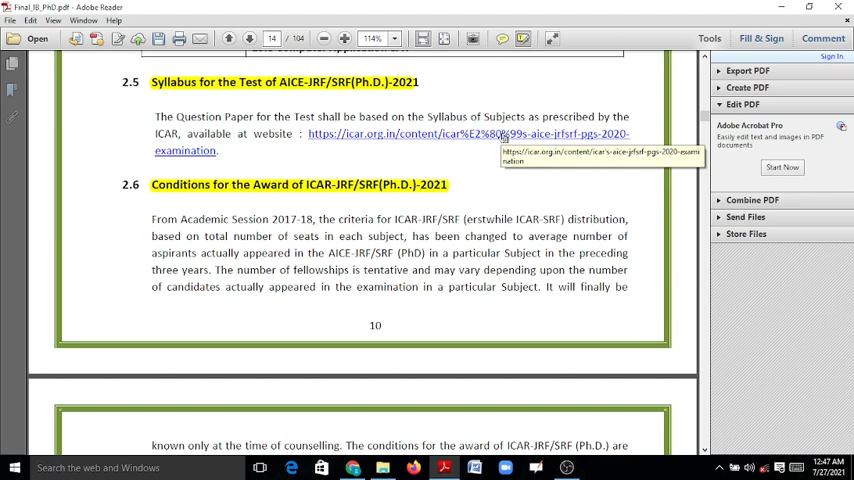 Final_IB_PhD.pdf - Adobe Reader
File Edit View Window Help
Open 14 / 104 114% Tools Fill & Sign Comment
Sign In
2.5 Syllabus for the Test of AICE-JRF/SRF(Ph.D.)-2021
The Question Paper for the Test shall be based on the Syllabus of Subjects as prescribed by the
ICAR, available at website : https://icar.org.in/content/icar%E2%80%99s-aice-jrfsrf-pgs-2020-
examination.
https://icar.org.in/content/icar's-aice-jrfsrf-pgs-2020-exami
nation
2.6 Conditions for the Award of ICAR-JRF/SRF(Ph.D.)-2021
From Academic Session 2017-18, the criteria for ICAR-JRF/SRF (erstwhile ICAR-SRF) distribution,
based on total number of seats in each subject, has been changed to average number of
aspirants actually appeared in the AICE-JRF/SRF (PhD) in a particular Subject in the preceding
three years. The number of fellowships is tentative and may vary depending upon the number
of candidates actually appeared in the examination in a particular Subject. It will finally be
10
known only at the time of counselling. The conditions for the award of ICAR-JRF/SRF (Ph.D.) are
Export PDF
Create PDF
Edit PDF
Adobe Acrobat Pro
Easily edit text and images in PDF
documents
Start Now
Combine PDF
Send Files
Store Files
Search the web and Windows
12:47 AM
7/27/2021